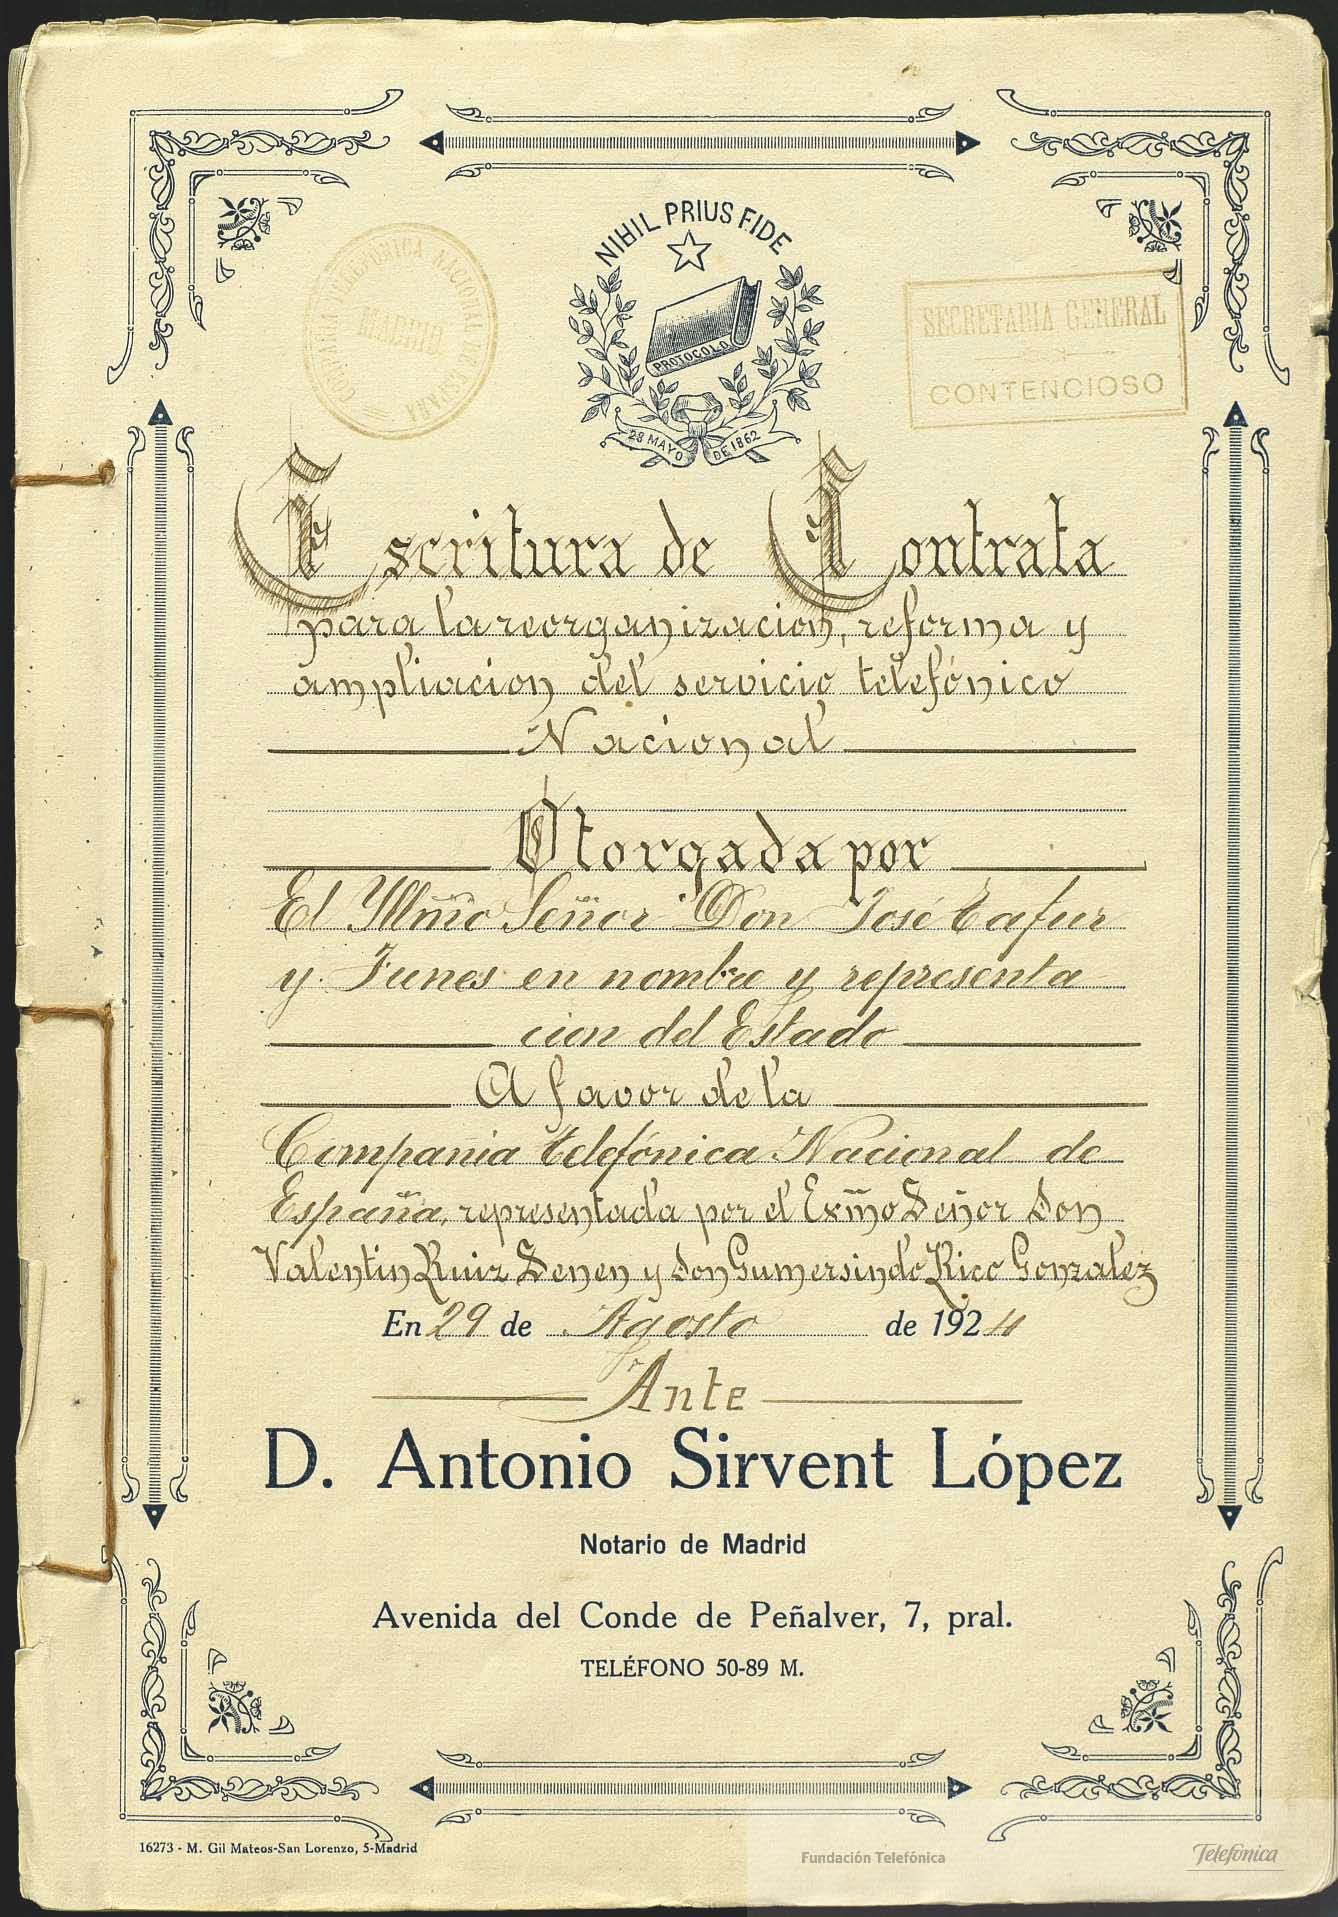 NIHIL PRIUS FIDE
PROTOCOLO
28 MAYO DE 1862
COMPAÑIA TELEFÓNICA NACIONAL DE ESPAÑA
MADRID
SECRETARIA GENERAL
CONTENCIOSO
Escritura de Contrata
para la reorganizacion, reforma y
ampliacion del servicio telefónico
Nacional
Otorgada por
El Yllmo Señor Don José Tafur
y Funes en nombre y representa
cion del Estado
A favor de la
Compañia Telefónica Nacional de
España, representada por el Exmo Señor Don
Valentin Ruiz Senen y Don Gumersindo Rico Gonzalez
En 29 de Agosto de 1924
Ante
D. Antonio Sirvent López
Notario de Madrid
Avenida del Conde de Peñalver, 7, pral.
TELÉFONO 50-89 M.
16273 - M. Gil Mateos-San Lorenzo, 5-Madrid
Fundación Telefónica
Telefónica